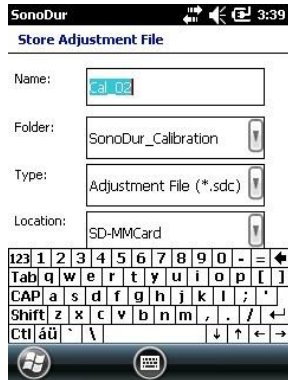 SonoDur 3:39
Store Adjustment File
Name: Cal_02
Folder: SonoDur_Calibration
Type: Adjustment File (*.sdc)
Location: SD-MMCard
123 1 2 3 4 5 6 7 8 9 0 - =
Tab q w e r t y u i o p [ ]
CAP a s d f g h j k l ; '
Shift z x c v b n m , . /
Ctl áü ` \